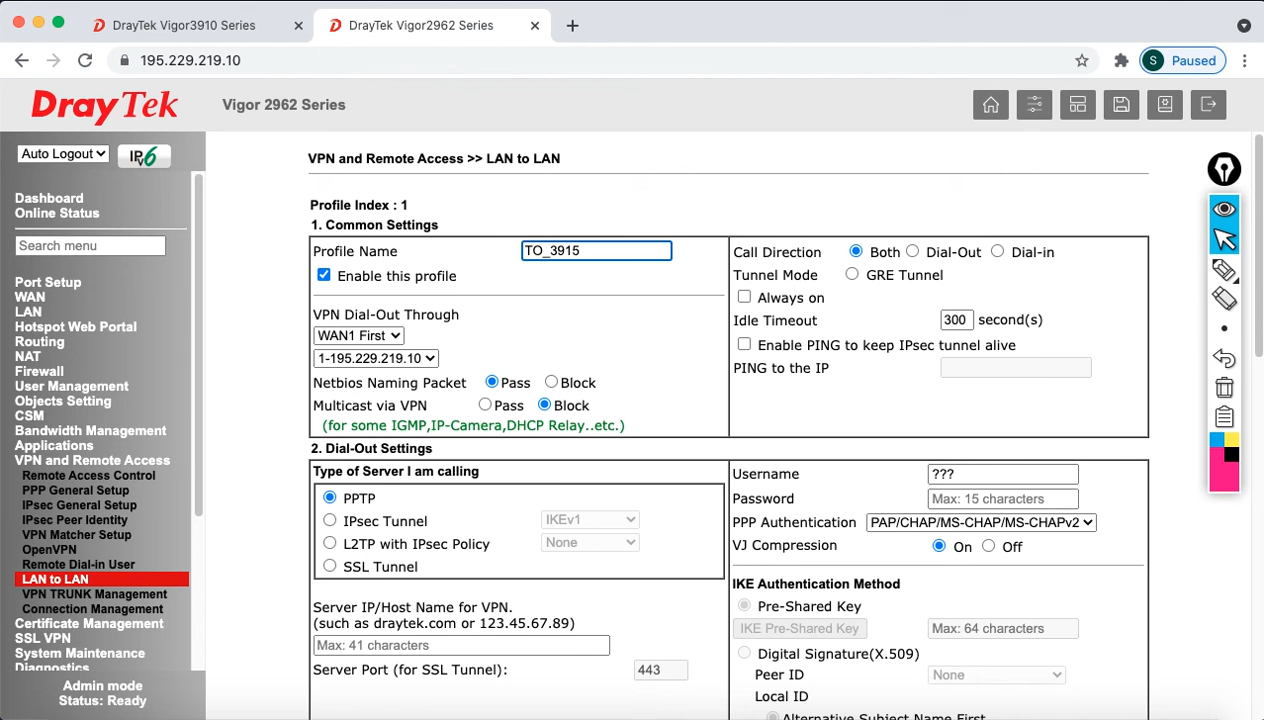 DrayTek Vigor3910 Series
DrayTek Vigor2962 Series
195.229.219.10
S Paused
DrayTek
Vigor 2962 Series
Auto Logout
IPv6
Dashboard
Online Status
Search menu
Port Setup
WAN
LAN
Hotspot Web Portal
Routing
NAT
Firewall
User Management
Objects Setting
CSM
Bandwidth Management
Applications
VPN and Remote Access
Remote Access Control
PPP General Setup
IPsec General Setup
IPsec Peer Identity
VPN Matcher Setup
OpenVPN
Remote Dial-in User
LAN to LAN
VPN TRUNK Management
Connection Management
Certificate Management
SSL VPN
System Maintenance
Diagnostics
Admin mode
Status: Ready
VPN and Remote Access >> LAN to LAN
Profile Index : 1
1. Common Settings
Profile Name TO_3915
Enable this profile
VPN Dial-Out Through
WAN1 First
1-195.229.219.10
Netbios Naming Packet Pass Block
Multicast via VPN Pass Block
(for some IGMP,IP-Camera,DHCP Relay..etc.)
Call Direction Both Dial-Out Dial-in
Tunnel Mode GRE Tunnel
Always on
Idle Timeout 300 second(s)
Enable PING to keep IPsec tunnel alive
PING to the IP
2. Dial-Out Settings
Type of Server I am calling
PPTP
IPsec Tunnel IKEv1
L2TP with IPsec Policy None
SSL Tunnel
Server IP/Host Name for VPN.
(such as draytek.com or 123.45.67.89)
Max: 41 characters
Server Port (for SSL Tunnel): 443
Username ???
Password Max: 15 characters
PPP Authentication PAP/CHAP/MS-CHAP/MS-CHAPv2
VJ Compression On Off
IKE Authentication Method
Pre-Shared Key
IKE Pre-Shared Key Max: 64 characters
Digital Signature(X.509)
Peer ID None
Local ID
Alternative Subject Name First